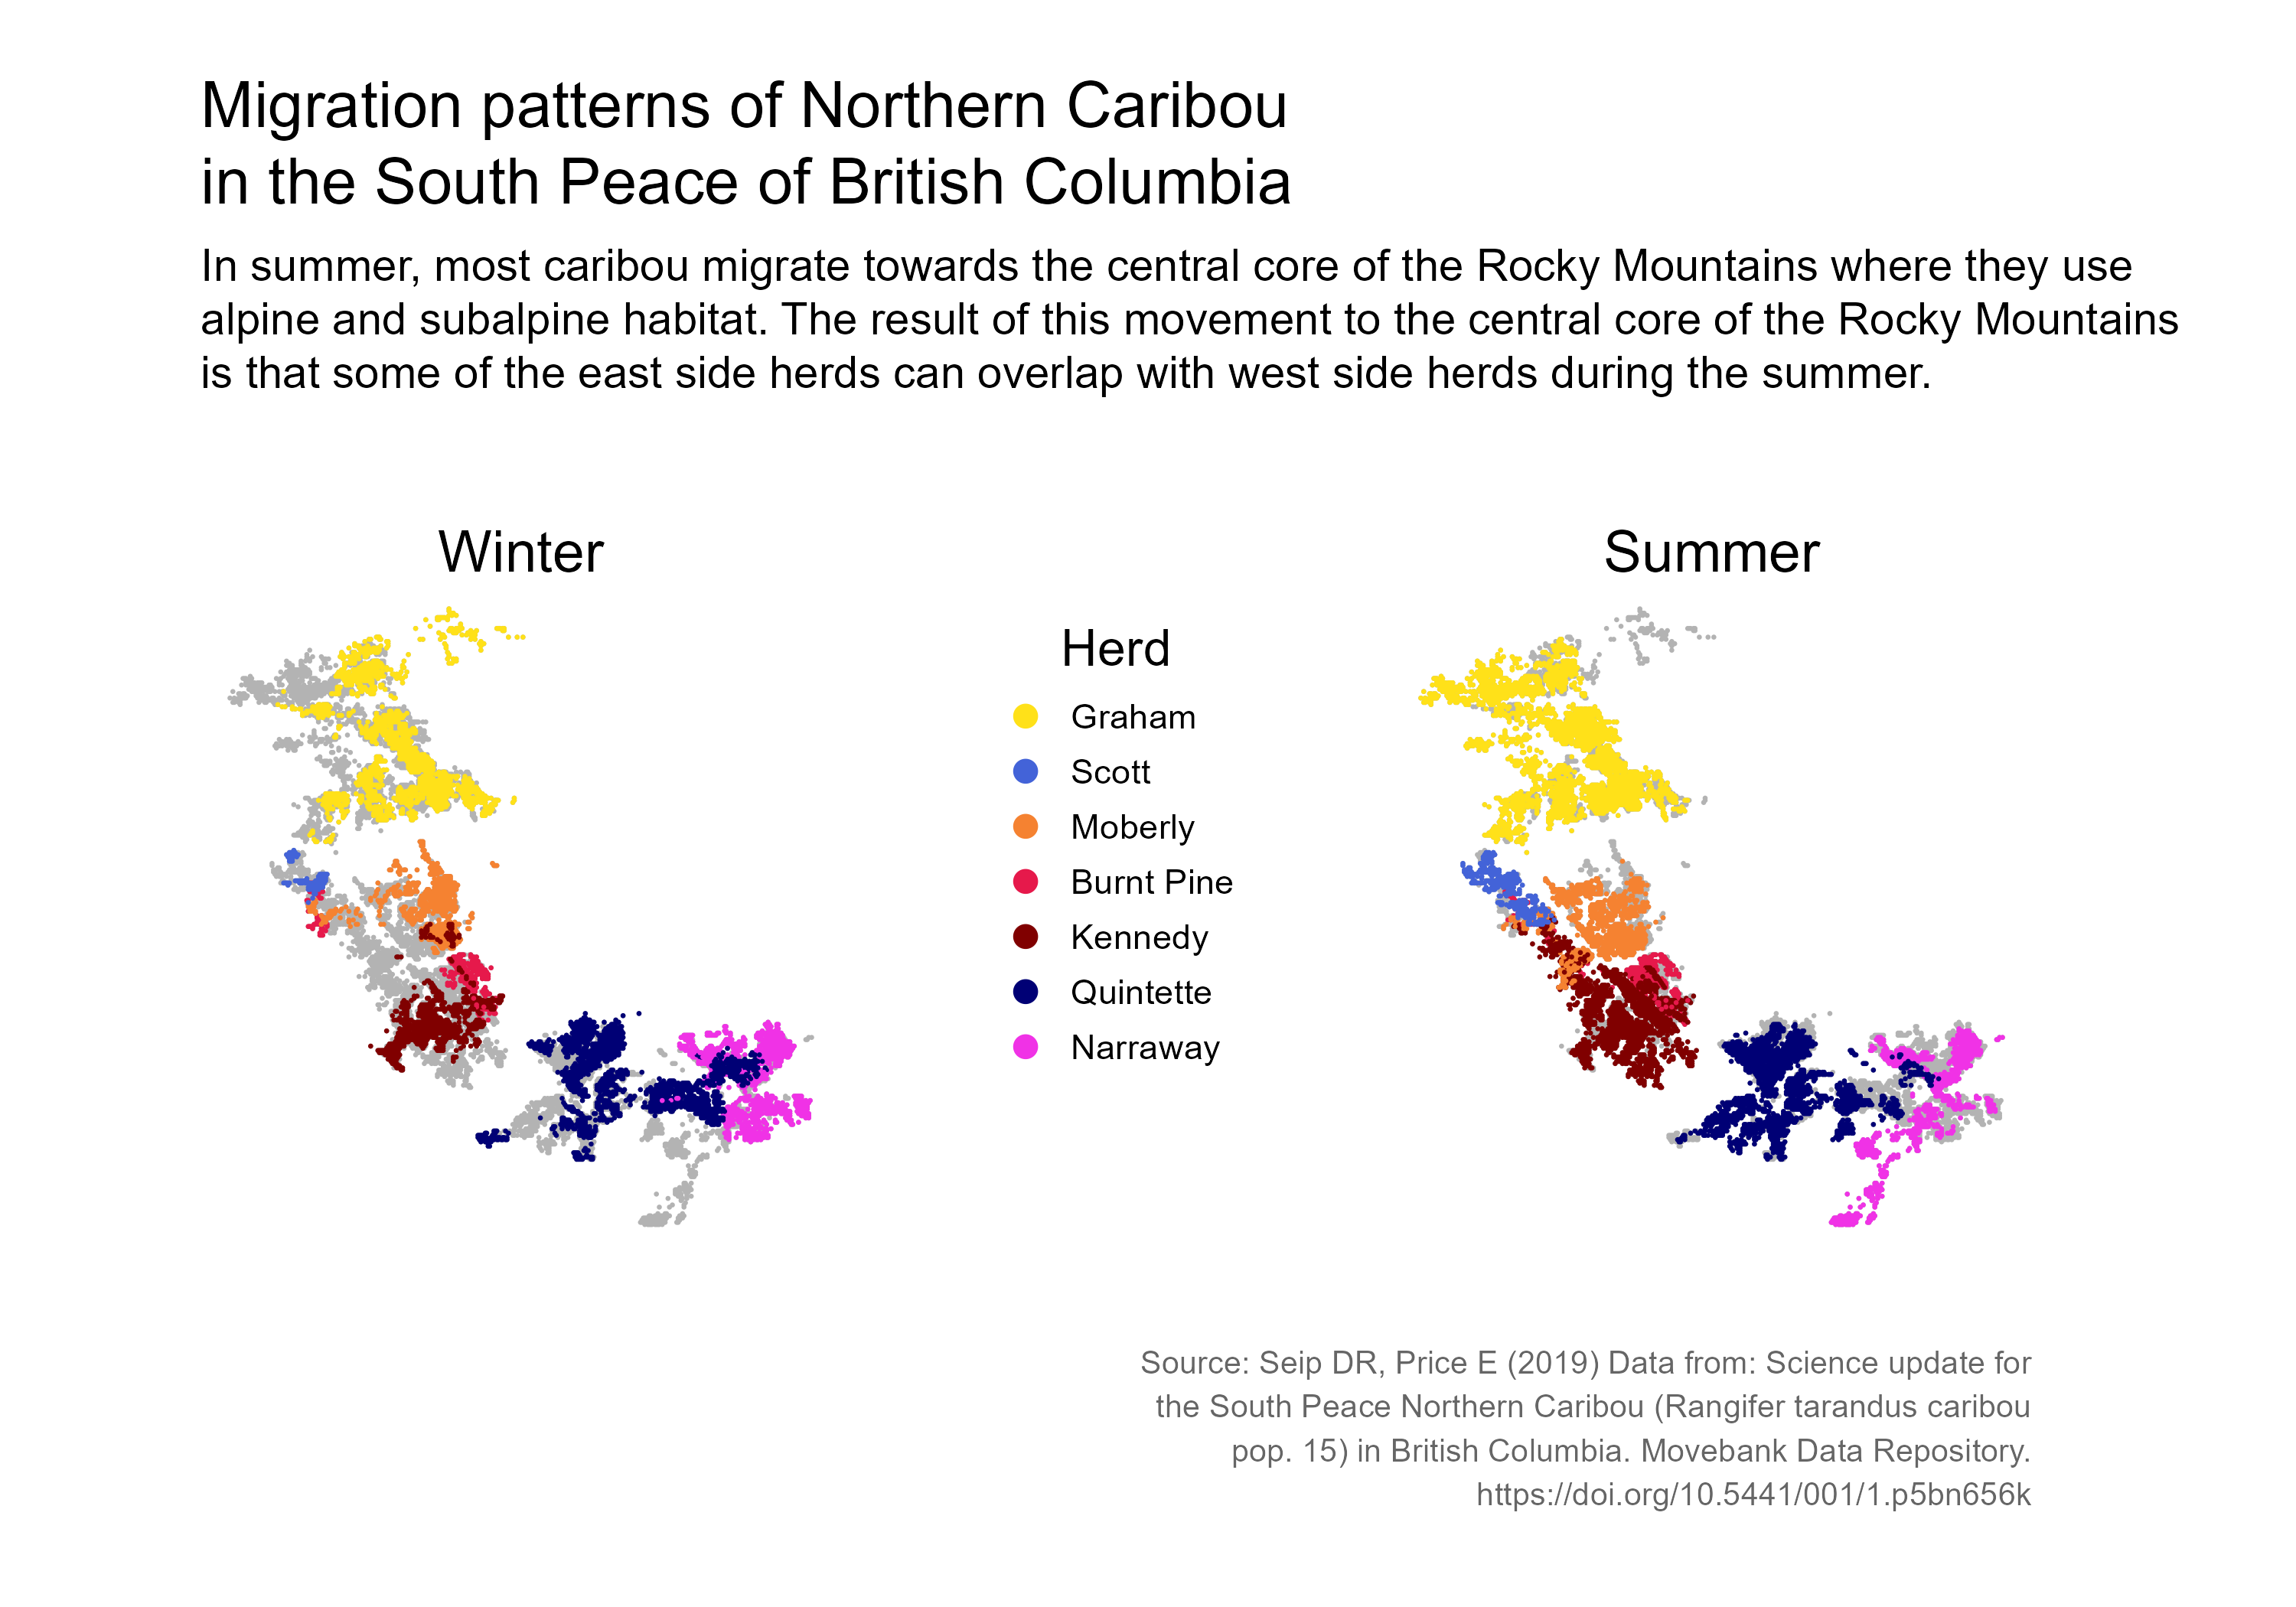 Migration patterns of Northern Caribou
in the South Peace of British Columbia
In summer, most caribou migrate towards the central core of the Rocky Mountains where they use
alpine and subalpine habitat. The result of this movement to the central core of the Rocky Mountains
is that some of the east side herds can overlap with west side herds during the summer.
Winter
Summer
Herd
Graham
Scott
Moberly
Burnt Pine
Kennedy
Quintette
Narraway
Source: Seip DR, Price E (2019) Data from: Science update for
the South Peace Northern Caribou (Rangifer tarandus caribou
pop. 15) in British Columbia. Movebank Data Repository.
https://doi.org/10.5441/001/1.p5bn656k